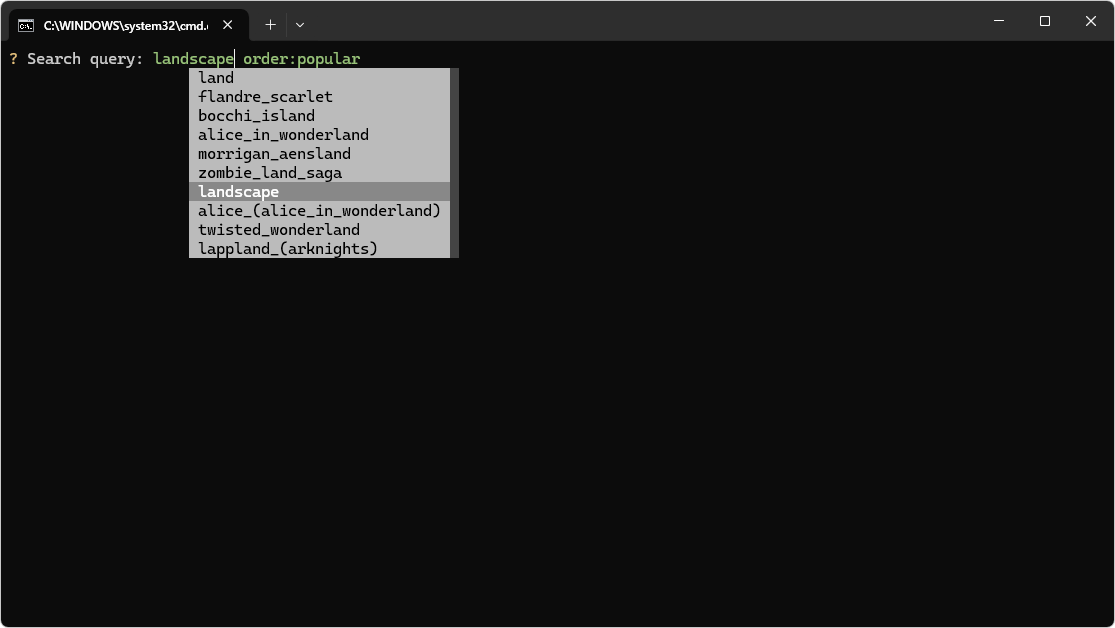 C:\WINDOWS\system32\cmd.
? Search query: landscape order:popular
land
flandre_scarlet
bocchi_island
alice_in_wonderland
morrigan_aensland
zombie_land_saga
landscape
alice_(alice_in_wonderland)
twisted_wonderland
lappland_(arknights)